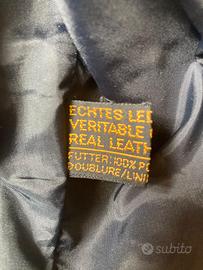 ECHTES LED
VERITABLE
REAL LEATH
FUTTER: 100% PO
DOUBLURE/LINI
subito